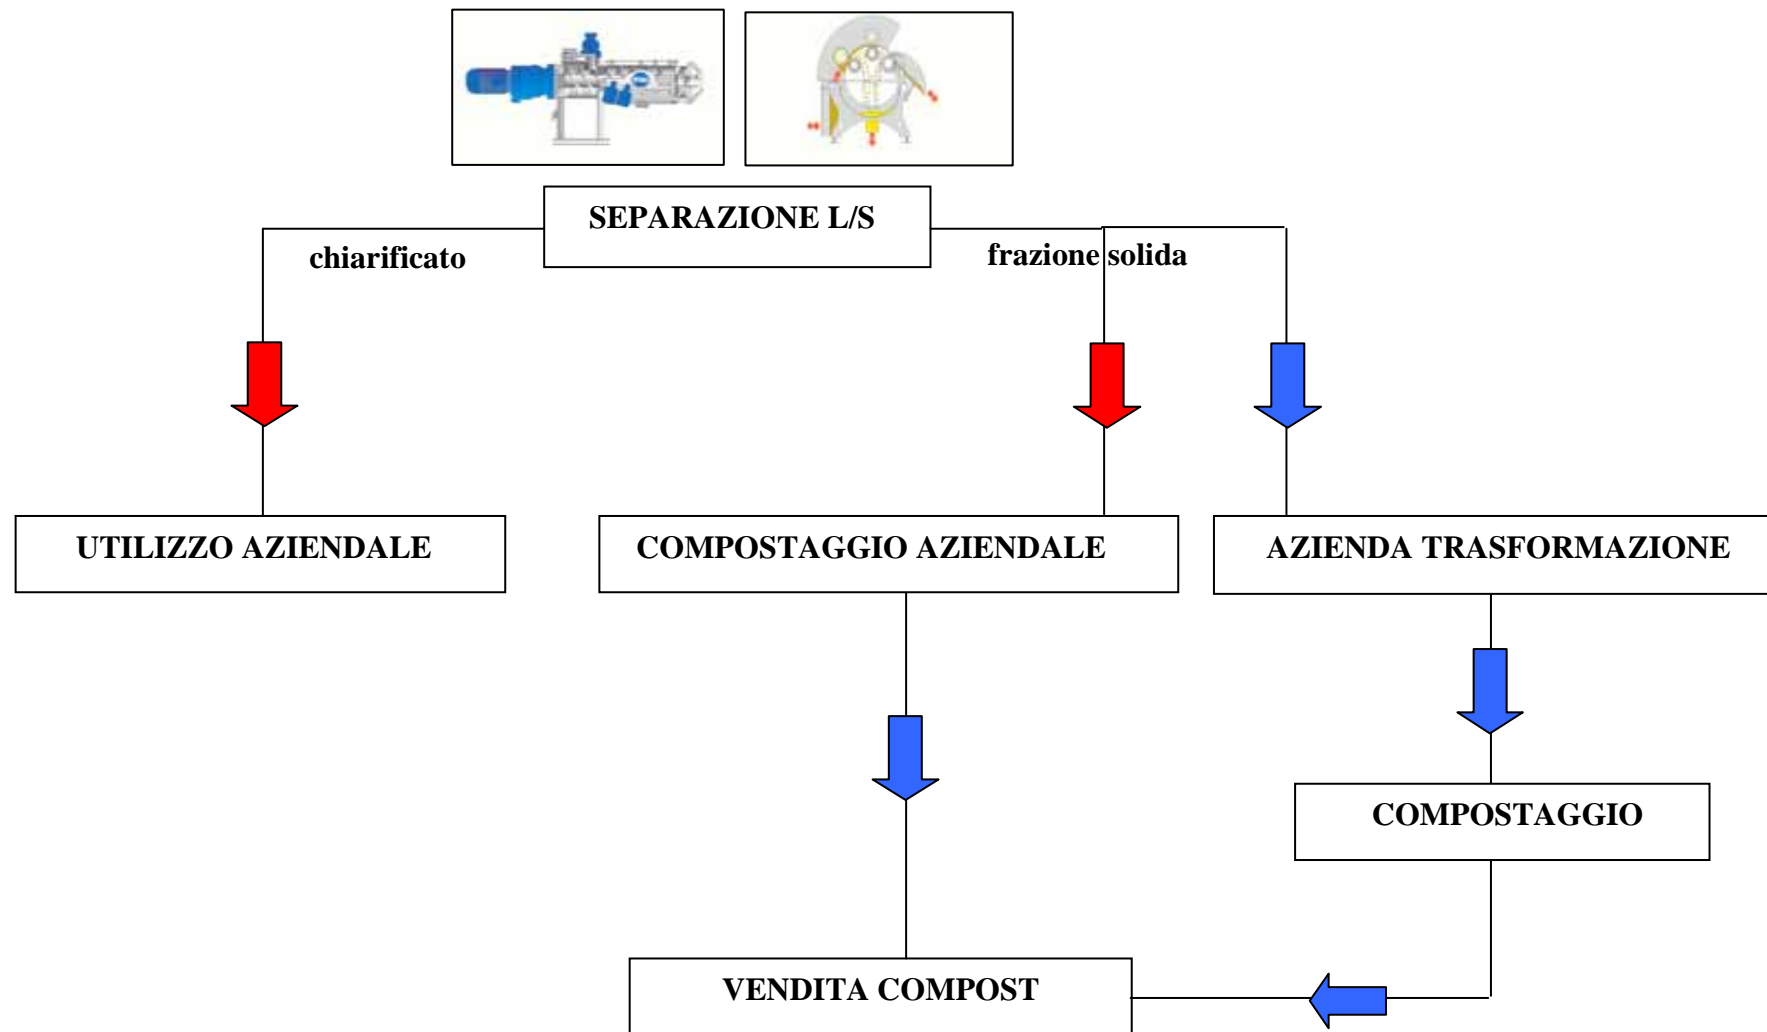 SEPARAZIONE L/S
chiarificato
frazione solida
UTILIZZO AZIENDALE
COMPOSTAGGIO AZIENDALE
AZIENDA TRASFORMAZIONE
COMPOSTAGGIO
VENDITA COMPOST